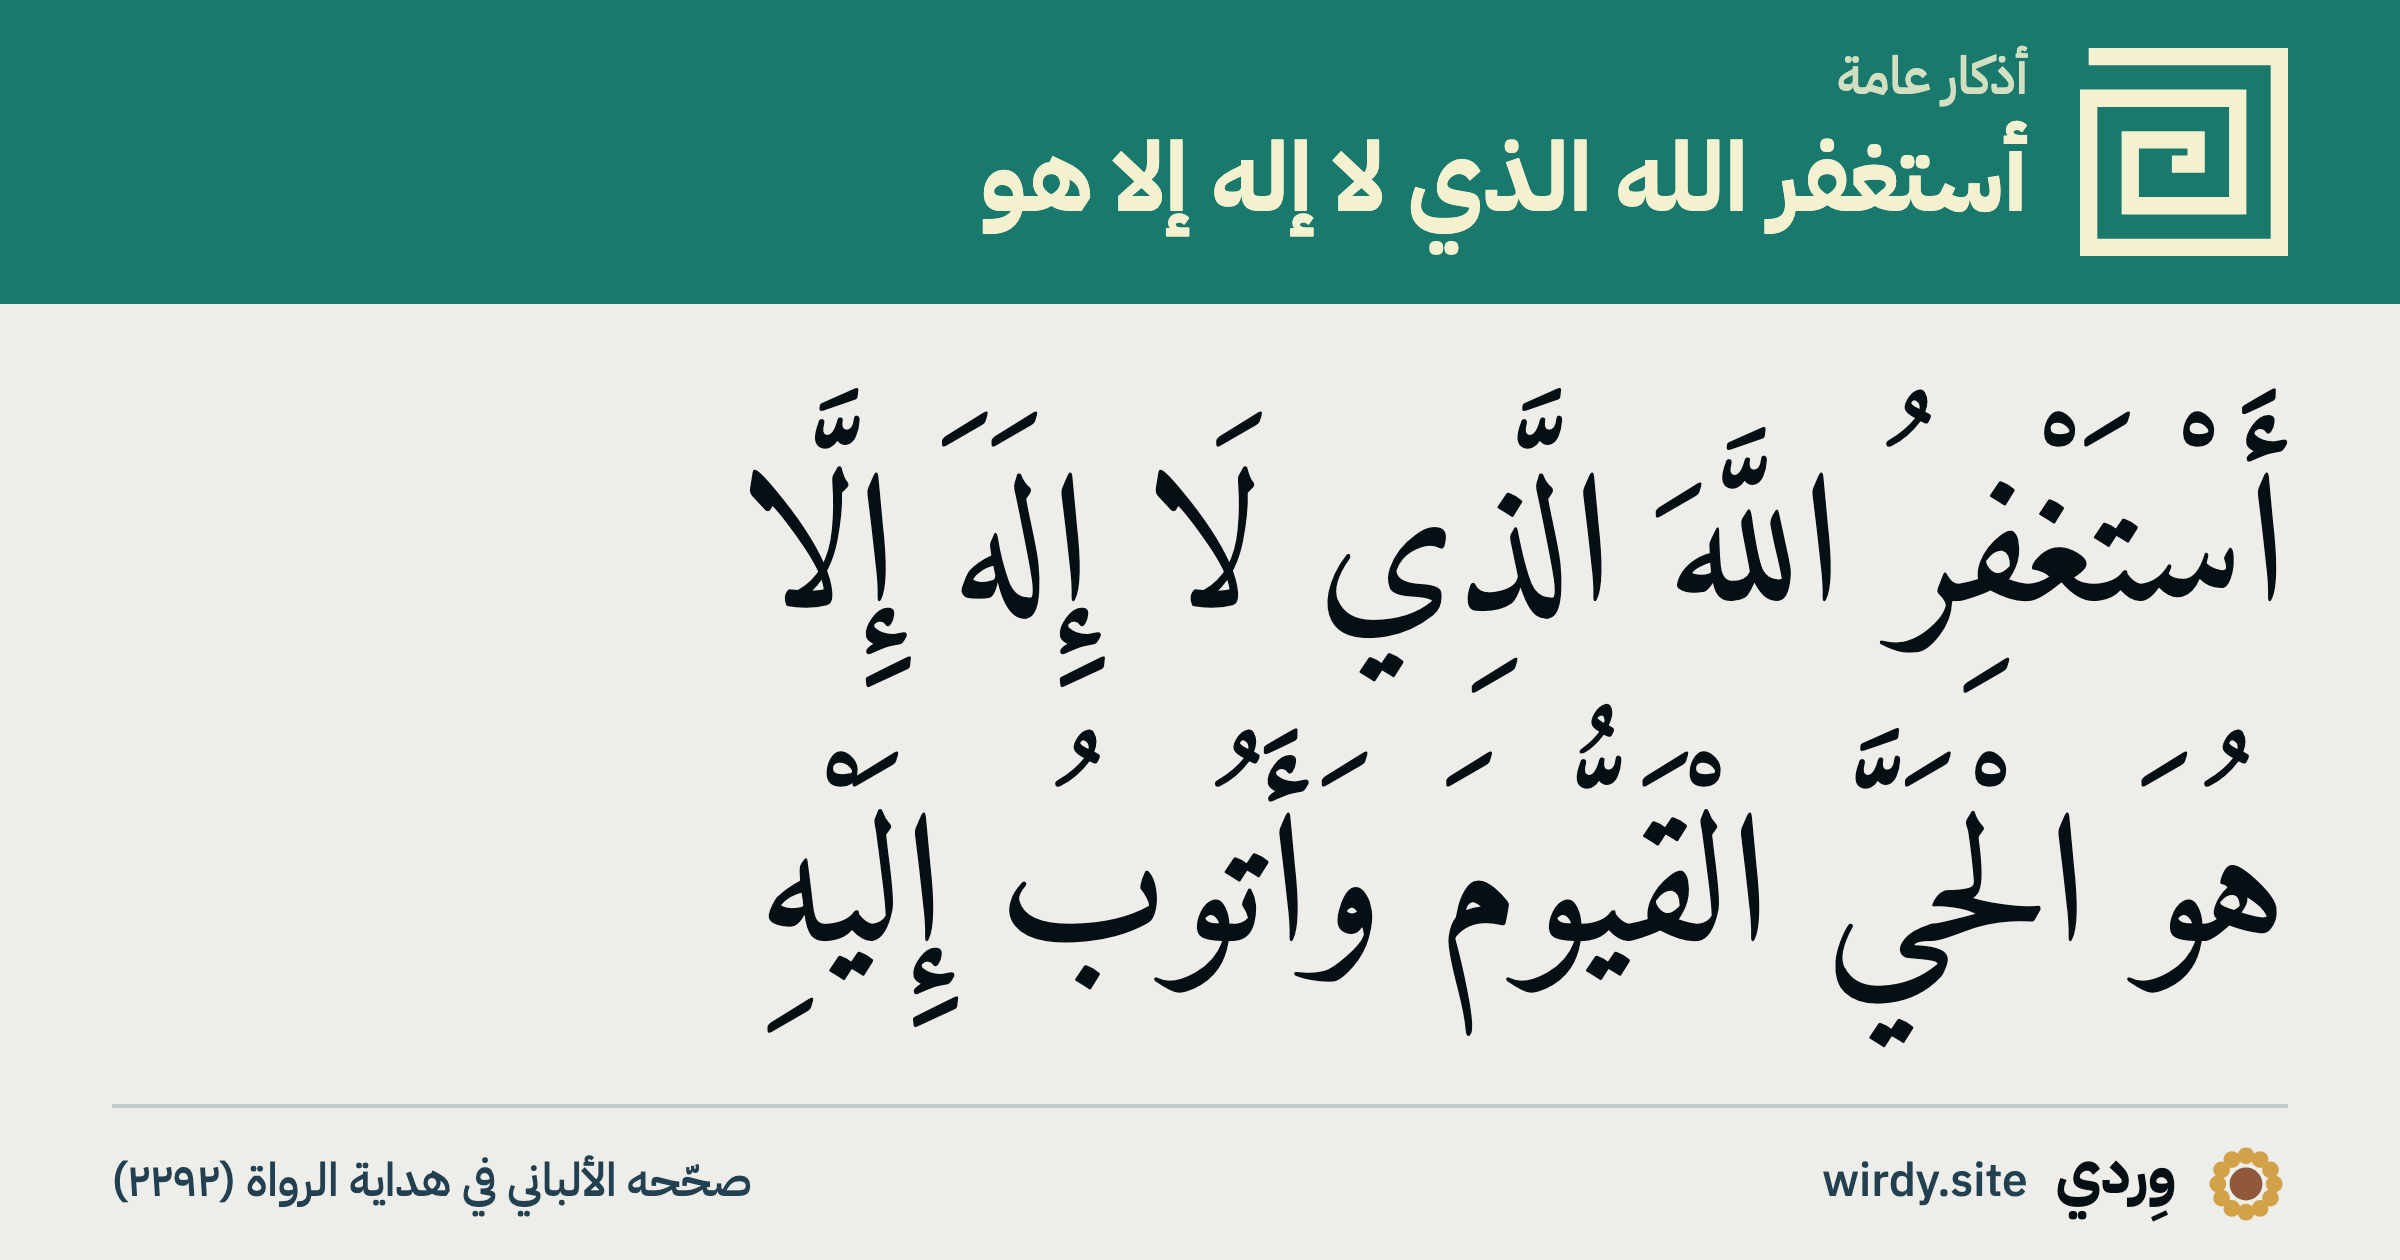 أذكار عامة
أستغفر الله الذي لا إله إلا هو
أَسْتَغْفِرُ اللَّهَ الَّذِي لَا إِلَهَ إِلَّا
هُوَ الْحَيَّ الْقَيُّومَ وَأَتُوبُ إِلَيْهِ
وِردي wirdy.site
صحّحه الألباني في هداية الرواة (٢٢٩٢)